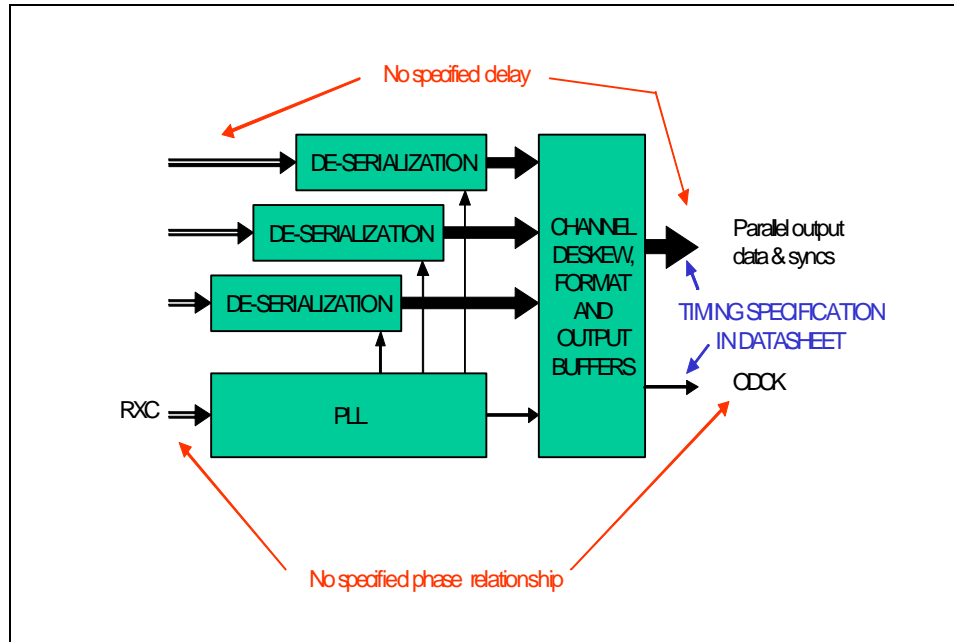 No specified delay
DE-SERIALIZATION
DE-SERIALIZATION
DE-SERIALIZATION
CHANNEL
DESKEW,
FORMAT
AND
OUTPUT
BUFFERS
Parallel output
data & syncs
TIMING SPECIFICATION
IN DATASHEET
RXC
PLL
ODCK
No specified phase relationship